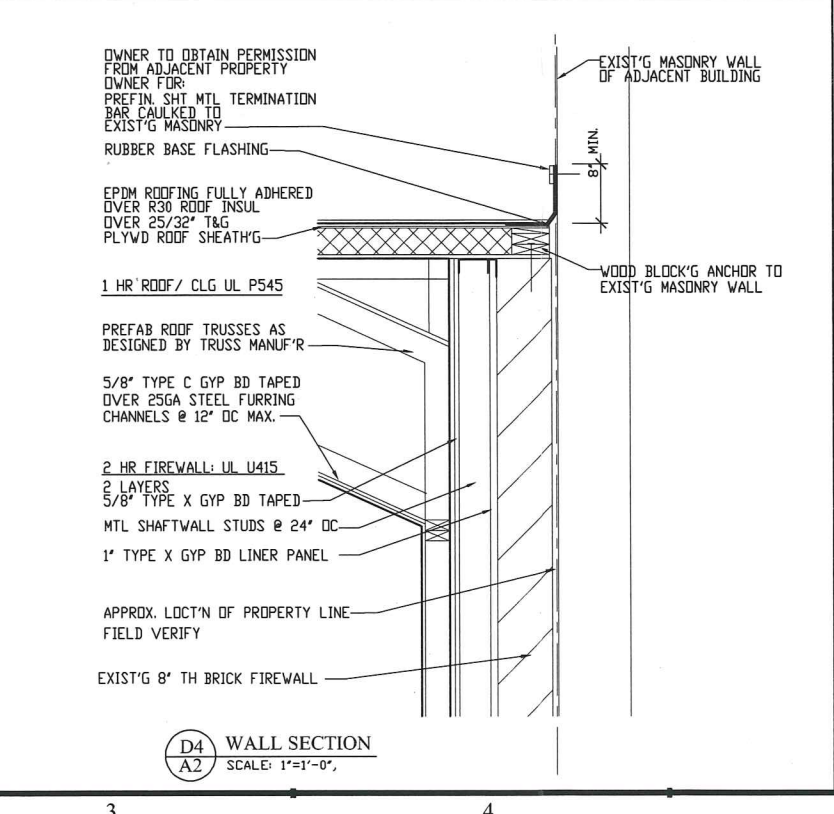 OWNER TO OBTAIN PERMISSION
FROM ADJACENT PROPERTY
OWNER FOR:
PREFIN. SHT MTL TERMINATION
BAR CAULKED TO
EXIST'G MASONRY
RUBBER BASE FLASHING
EPDM ROOFING FULLY ADHERED
OVER R30 ROOF INSUL
OVER 25/32" T&G
PLYWD ROOF SHEATH'G
1 HR ROOF/ CLG UL P545
PREFAB ROOF TRUSSES AS
DESIGNED BY TRUSS MANUF'R
5/8" TYPE C GYP BD TAPED
OVER 25GA STEEL FURRING
CHANNELS @ 12" OC MAX.
2 HR FIREWALL: UL U415
2 LAYERS
5/8" TYPE X GYP BD TAPED
MTL SHAFTWALL STUDS @ 24" OC
1" TYPE X GYP BD LINER PANEL
APPROX. LOCT'N OF PROPERTY LINE
FIELD VERIFY
EXIST'G 8" TH BRICK FIREWALL
EXIST'G MASONRY WALL
OF ADJACENT BUILDING
8" MIN.
WOOD BLOCK'G ANCHOR TO
EXIST'G MASONRY WALL
D4
A2
WALL SECTION
SCALE: 1"=1'-0",
3
4